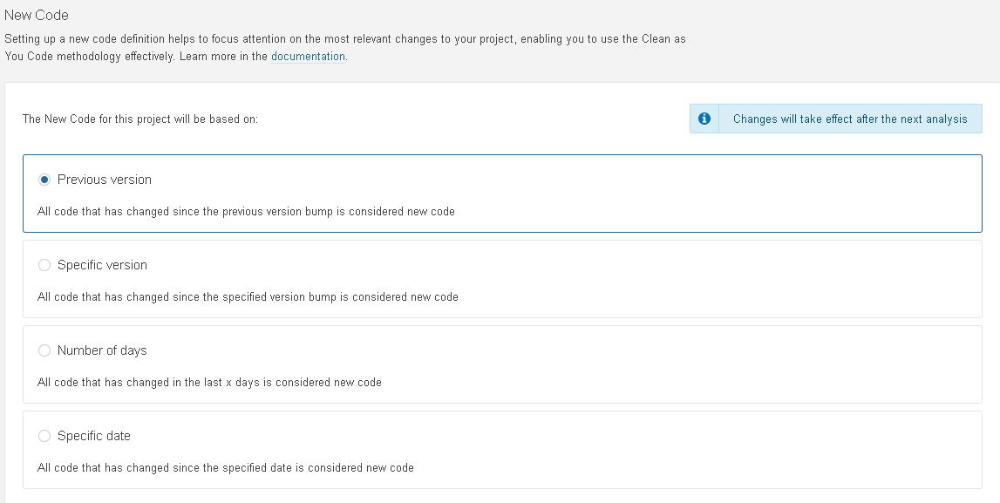 New Code
Setting up a new code definition helps to focus attention on the most relevant changes to your project, enabling you to use the Clean as
You Code methodology effectively. Learn more in the documentation.
The New Code for this project will be based on:
Changes will take effect after the next analysis
Previous version
All code that has changed since the previous version bump is considered new code
Specific version
All code that has changed since the specified version bump is considered new code
Number of days
All code that has changed in the last x days is considered new code
Specific date
All code that has changed since the specified date is considered new code